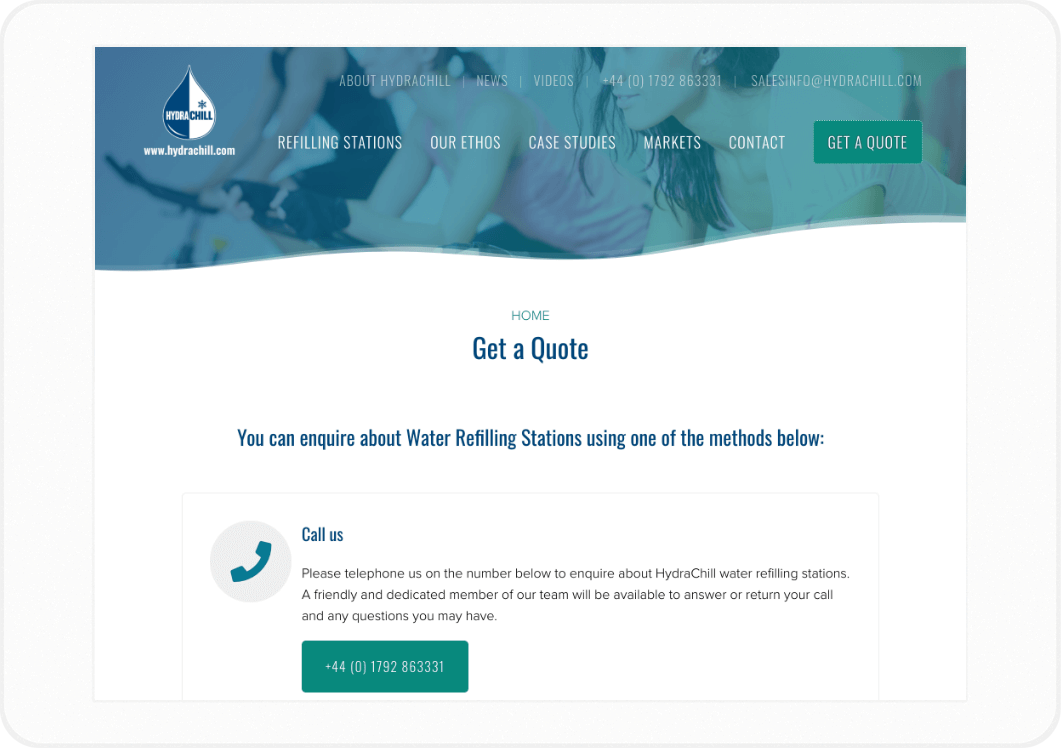 ABOUT HYDRACHILL | NEWS | VIDEOS | +44 (0) 1792 863331 | SALESINFO@HYDRACHILL.COM
HYDRACHILL
www.hydrachill.com
REFILLING STATIONS OUR ETHOS CASE STUDIES MARKETS CONTACT GET A QUOTE
HOME
Get a Quote
You can enquire about Water Refilling Stations using one of the methods below:
Call us
Please telephone us on the number below to enquire about HydraChill water refilling stations.
A friendly and dedicated member of our team will be available to answer or return your call
and any questions you may have.
+44 (0) 1792 863331